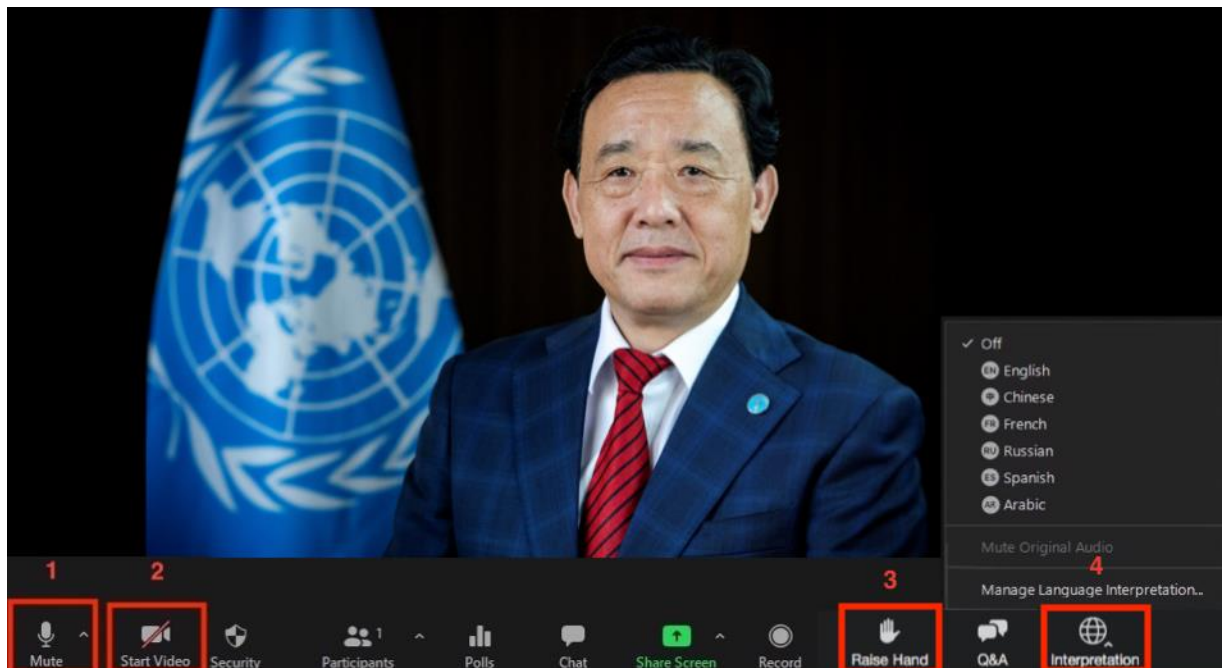 Off
EN English
中 Chinese
FR French
RU Russian
ES Spanish
AR Arabic
Mute Original Audio
Manage Language Interpretation...
1
2
3
4
1
Mute
Start Video
Security
Participants
Polls
Chat
Share Screen
Record
Raise Hand
Q&A
Interpretation